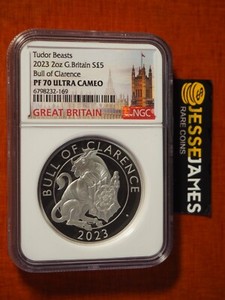 Tudor Beasts
2023 2oz G.Britain S£5
Bull of Clarence
PF 70 ULTRA CAMEO
6798232-169
GREAT BRITAIN
NGC
BULL OF CLARENCE
2023
JESSE JAMES
RARE COINS